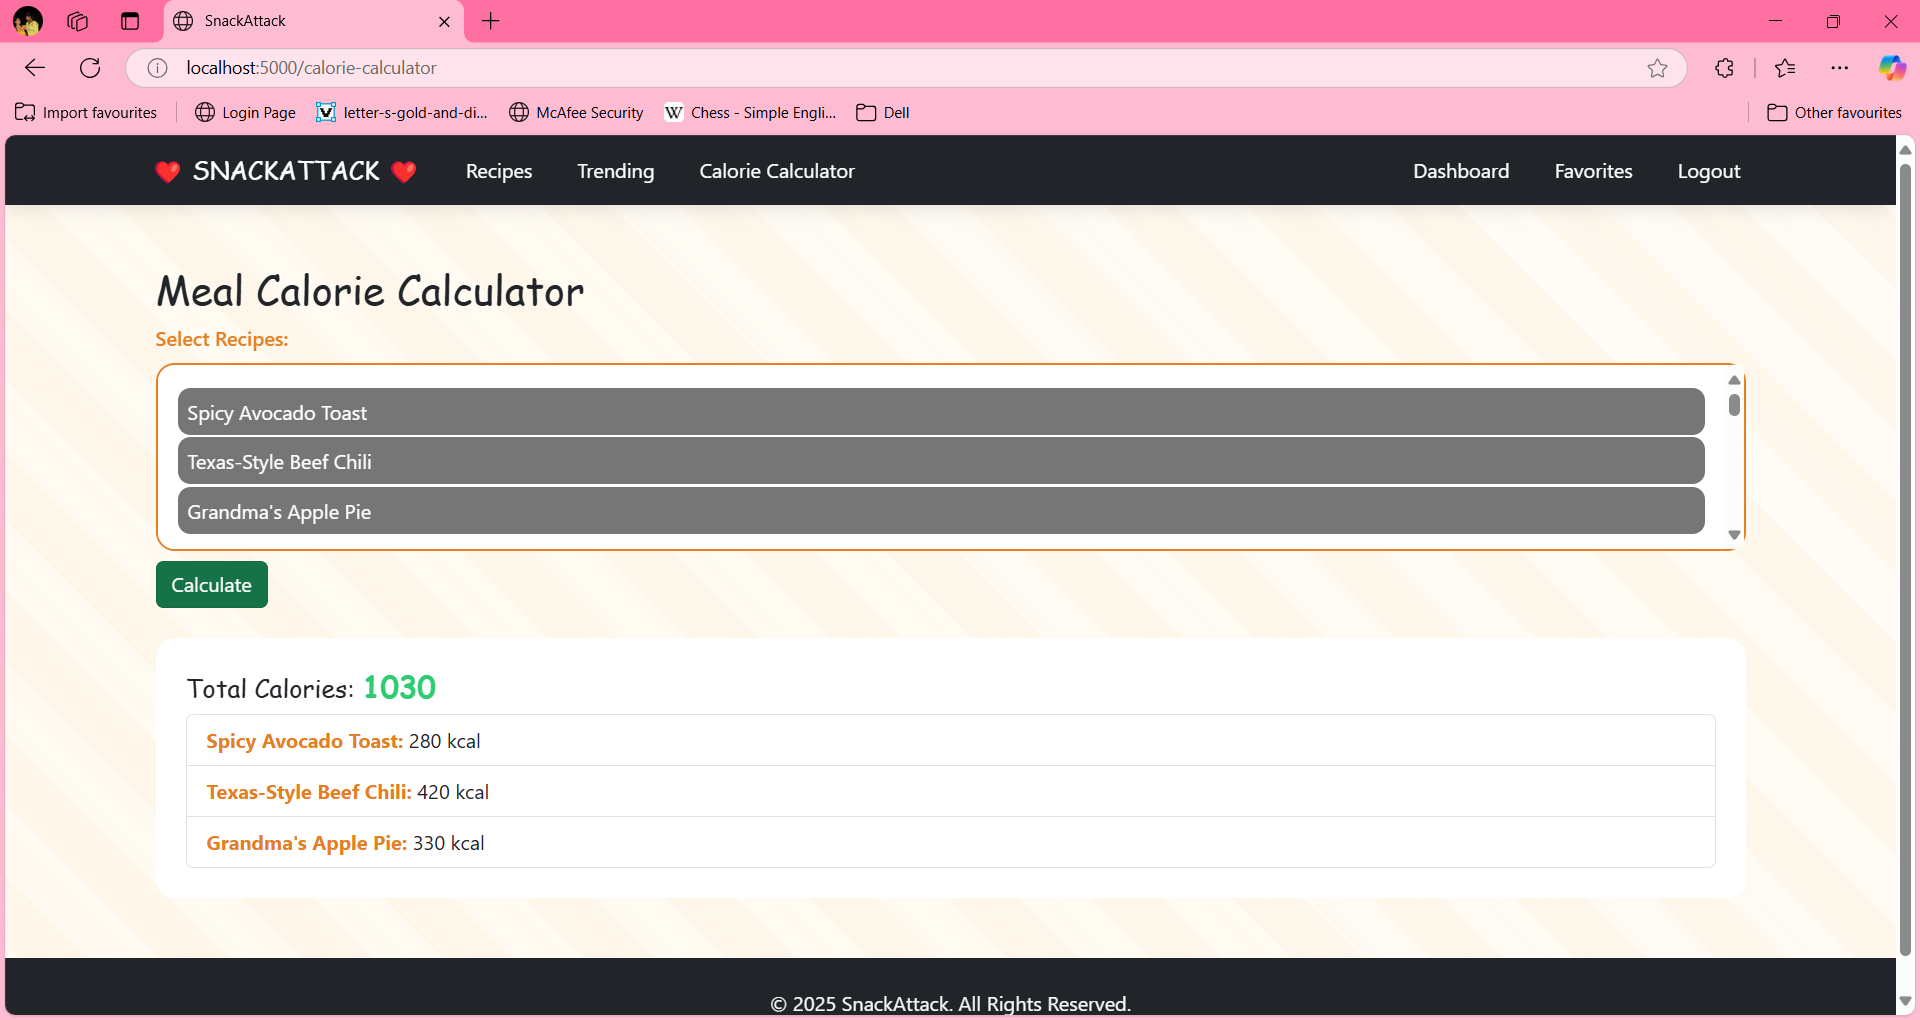 SnackAttack
localhost:5000/calorie-calculator
Import favourites Login Page letter-s-gold-and-di... McAfee Security Chess - Simple Engli... Dell Other favourites
SNACKATTACK Recipes Trending Calorie Calculator Dashboard Favorites Logout
Meal Calorie Calculator
Select Recipes:
Spicy Avocado Toast
Texas-Style Beef Chili
Grandma's Apple Pie
Calculate
Total Calories: 1030
Spicy Avocado Toast: 280 kcal
Texas-Style Beef Chili: 420 kcal
Grandma's Apple Pie: 330 kcal
© 2025 SnackAttack. All Rights Reserved.